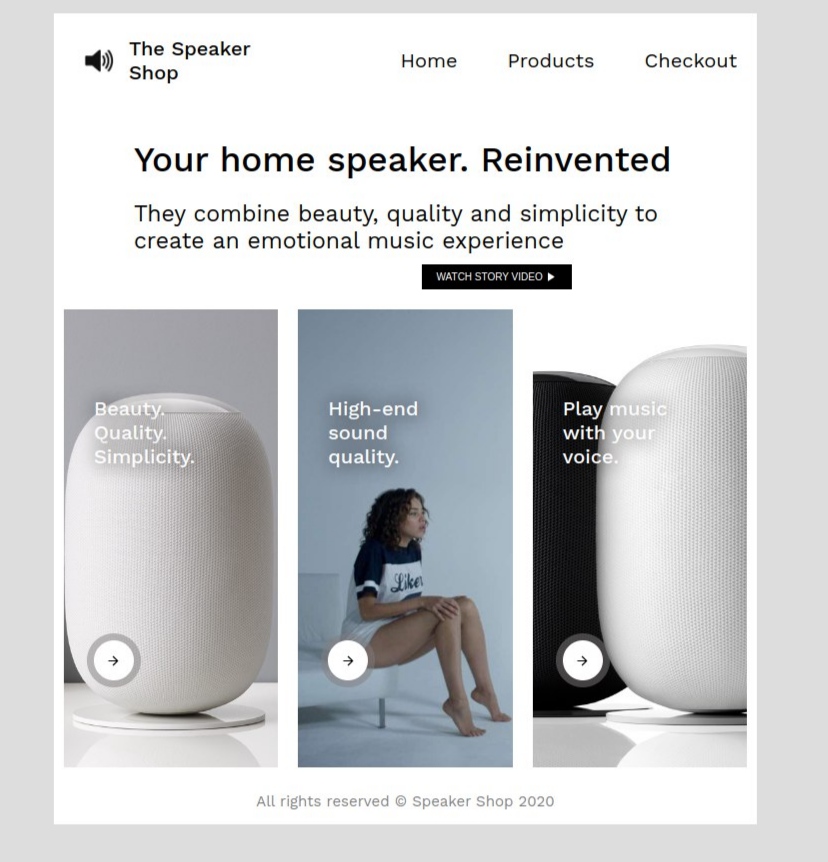 The Speaker
Shop
Home Products Checkout
Your home speaker. Reinvented
They combine beauty, quality and simplicity to
create an emotional music experience
WATCH STORY VIDEO
Beauty.
Quality.
Simplicity.
High-end
sound
quality.
Likes
Play music
with your
voice.
All rights reserved © Speaker Shop 2020